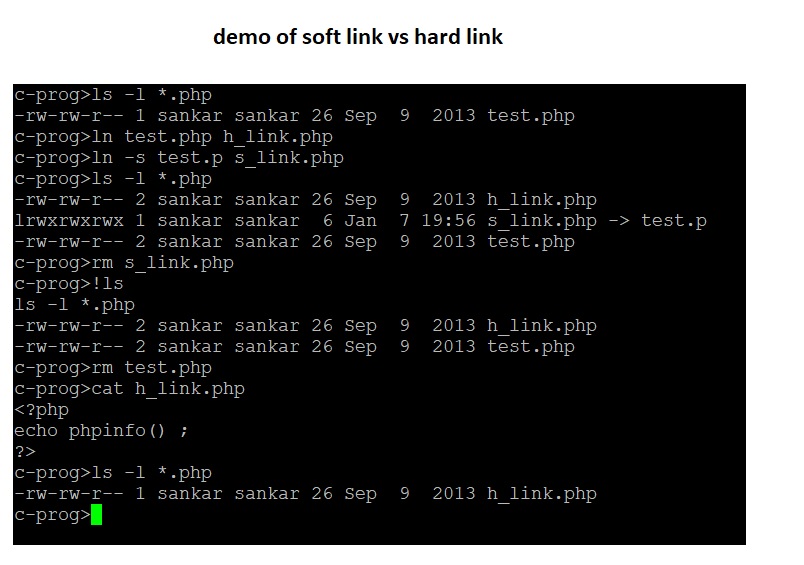 demo of soft link vs hard link
c-prog>ls -l *.php
-rw-rw-r-- 1 sankar sankar 26 Sep  9  2013 test.php
c-prog>ln test.php h_link.php
c-prog>ln -s test.p s_link.php
c-prog>ls -l *.php
-rw-rw-r-- 2 sankar sankar 26 Sep  9  2013 h_link.php
lrwxrwxrwx 1 sankar sankar  6 Jan  7 19:56 s_link.php -> test.p
-rw-rw-r-- 2 sankar sankar 26 Sep  9  2013 test.php
c-prog>rm s_link.php
c-prog>!ls
ls -l *.php
-rw-rw-r-- 2 sankar sankar 26 Sep  9  2013 h_link.php
-rw-rw-r-- 2 sankar sankar 26 Sep  9  2013 test.php
c-prog>rm test.php
c-prog>cat h_link.php
<?php
echo phpinfo() ;
?>
c-prog>ls -l *.php
-rw-rw-r-- 1 sankar sankar 26 Sep  9  2013 h_link.php
c-prog>